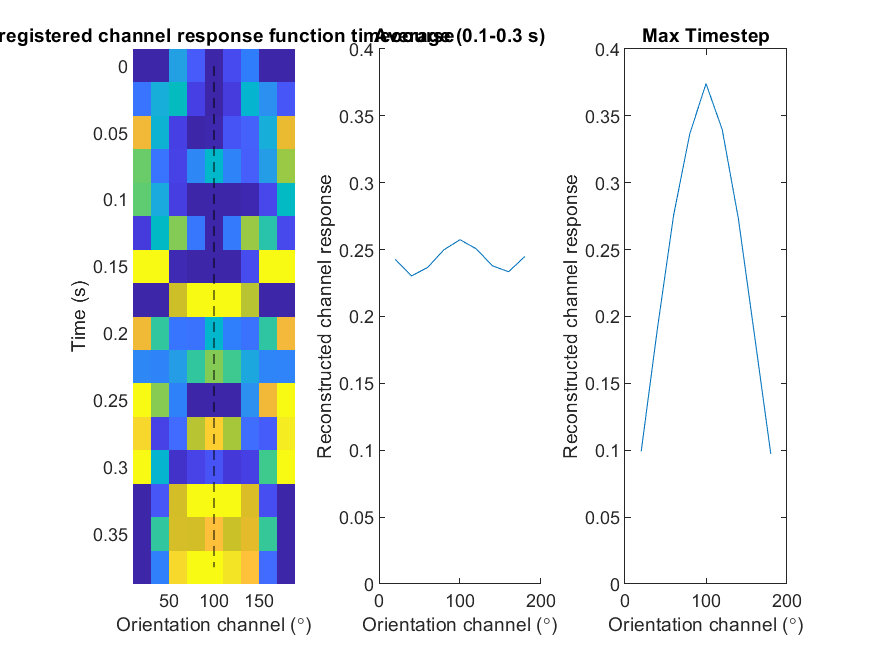 registered channel response function timecourse
Average (0.1-0.3 s)
Max Timestep
0
0.05
0.1
0.15
0.2
0.25
0.3
0.35
Time (s)
50 100 150
Orientation channel (°)
0.4
0.35
0.3
0.25
0.2
0.15
0.1
0.05
0
Reconstructed channel response
0 100 200
Orientation channel (°)
0.4
0.35
0.3
0.25
0.2
0.15
0.1
0.05
0
Reconstructed channel response
0 100 200
Orientation channel (°)